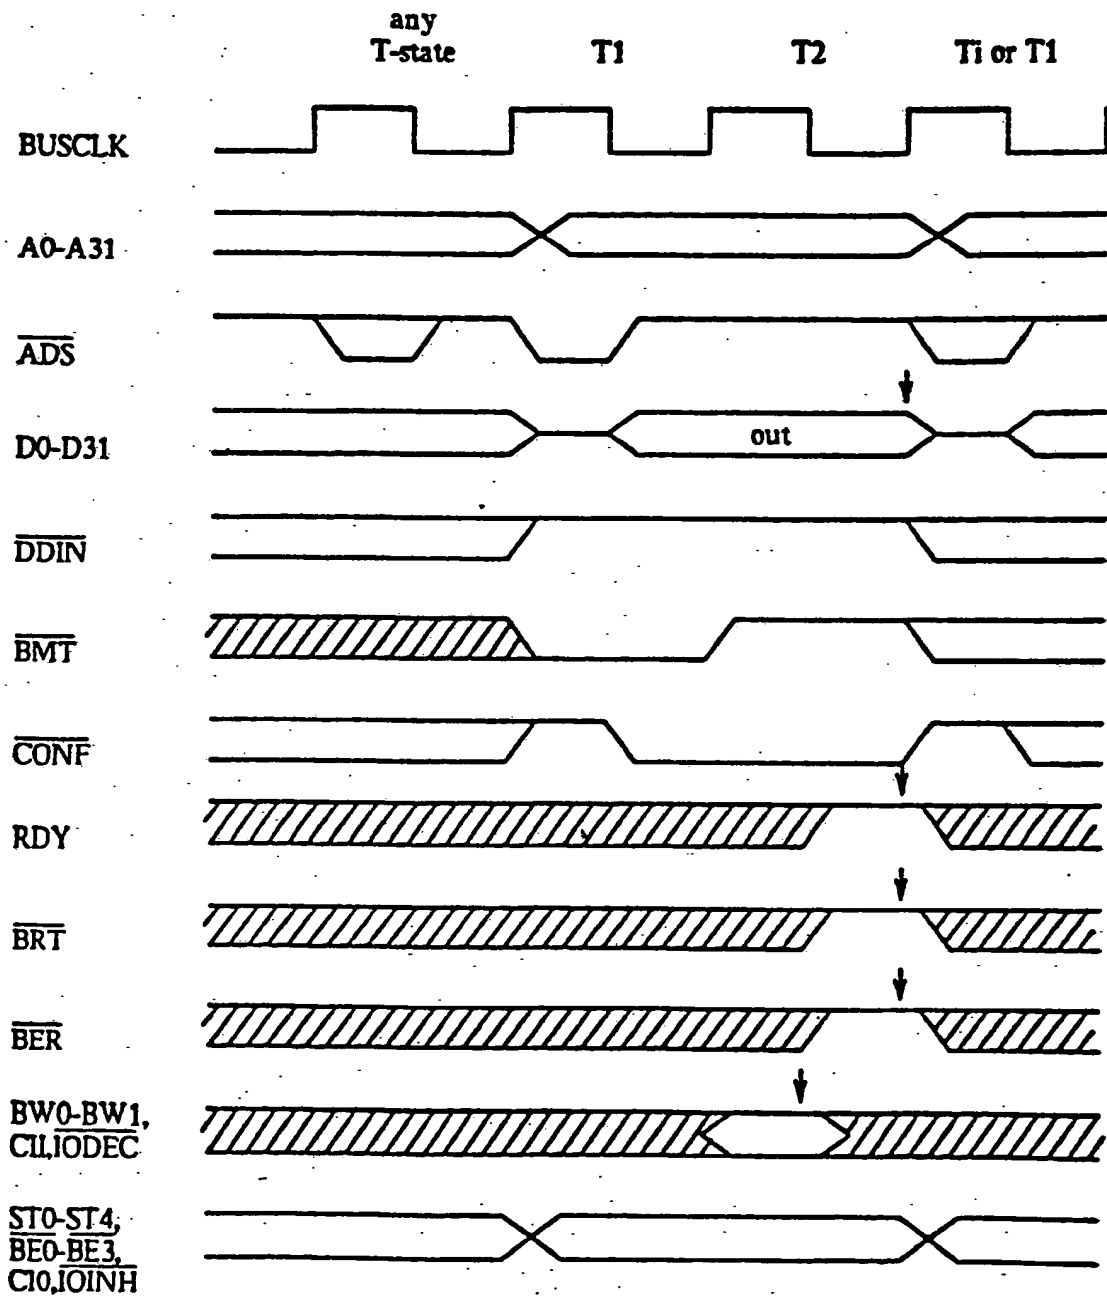 any
T-state T1 T2 Ti or T1
BUSCLK
A0-A31
ADS
D0-D31
out
DDIN
BMT
CONF
RDY
BRT
BER
BW0-BW1,
CII,IODEC
ST0-ST4,
BE0-BE3,
CI0,IOINH